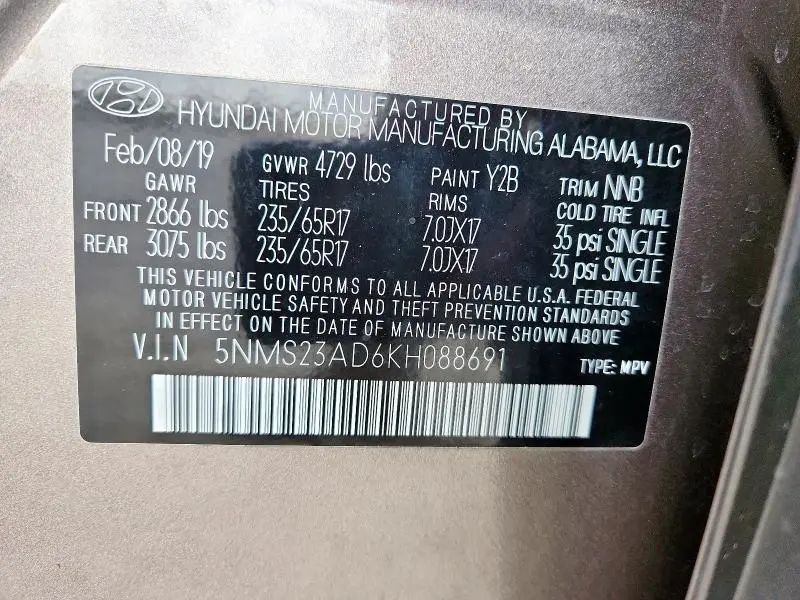 MANUFACTURED BY
HYUNDAI MOTOR MANUFACTURING ALABAMA, LLC
Feb/08/19 GVWR 4729 lbs PAINT Y2B TRIM NNB
GAWR TIRES RIMS COLD TIRE INFL
FRONT 2866 lbs 235/65R17 7.0JX17 35 psi SINGLE
REAR 3075 lbs 235/65R17 7.0JX17 35 psi SINGLE
THIS VEHICLE CONFORMS TO ALL APPLICABLE U.S.A. FEDERAL
MOTOR VEHICLE SAFETY AND THEFT PREVENTION STANDARDS
IN EFFECT ON THE DATE OF MANUFACTURE SHOWN ABOVE
V.I.N 5NMS23AD6KH088691 TYPE: MPV